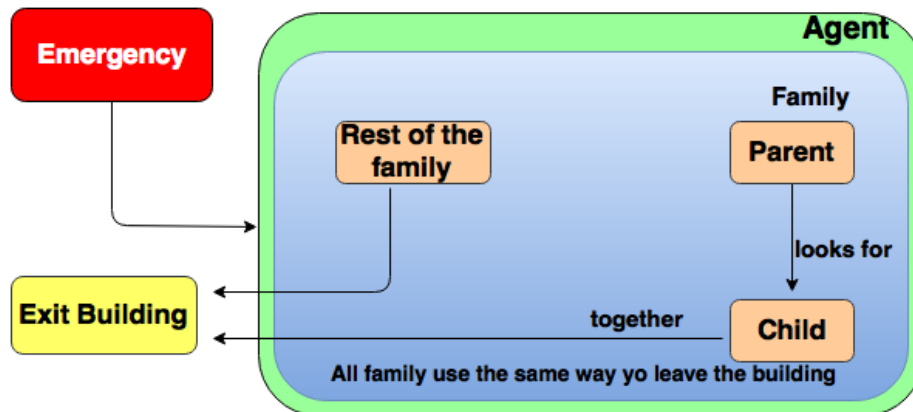 Emergency
Agent
Family
Rest of the
family
Parent
looks for
Exit Building
together
Child
All family use the same way yo leave the building